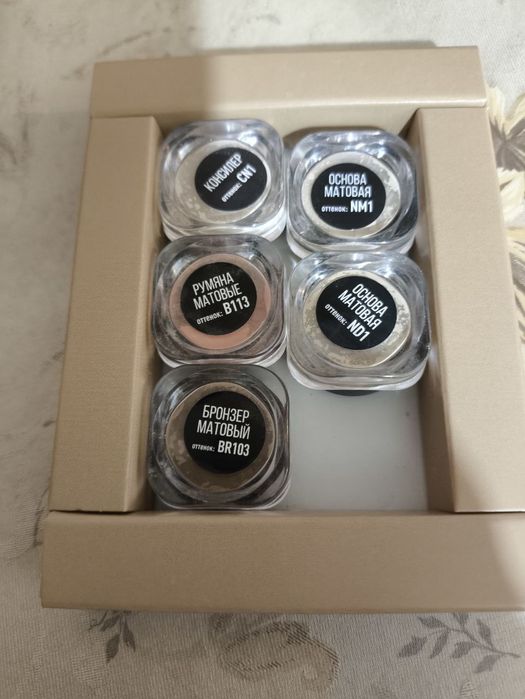 КОНСИЛЕР
ОТТЕНОК: CN1
ОСНОВА
МАТОВАЯ
ОТТЕНОК: NM1
РУМЯНА
МАТОВЫЕ
ОТТЕНОК: B113
ОСНОВА
МАТОВАЯ
ОТТЕНОК: ND1
БРОНЗЕР
МАТОВЫЙ
ОТТЕНОК: BR103